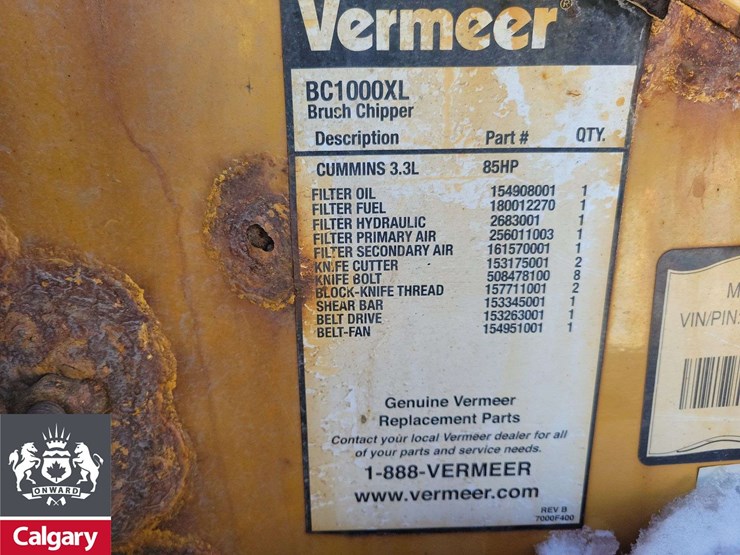 Vermeer®
BC1000XL
Brush Chipper
Description Part # QTY.
CUMMINS 3.3L 85HP
FILTER OIL 154908001 1
FILTER FUEL 180012270 1
FILTER HYDRAULIC 2683001 1
FILTER PRIMARY AIR 256011003 1
FILTER SECONDARY AIR 161570001 1
KNIFE CUTTER 153175001 2
KNIFE BOLT 508478100 8
BLOCK-KNIFE THREAD 157711001 2
SHEAR BAR 153345001 1
BELT DRIVE 153263001 1
BELT-FAN 154951001 1
Genuine Vermeer
Replacement Parts
Contact your local Vermeer dealer for all
of your parts and service needs.
1-888-VERMEER
www.vermeer.com
REV B
7000F400
M
VIN/PIN:
ONWARD
Calgary